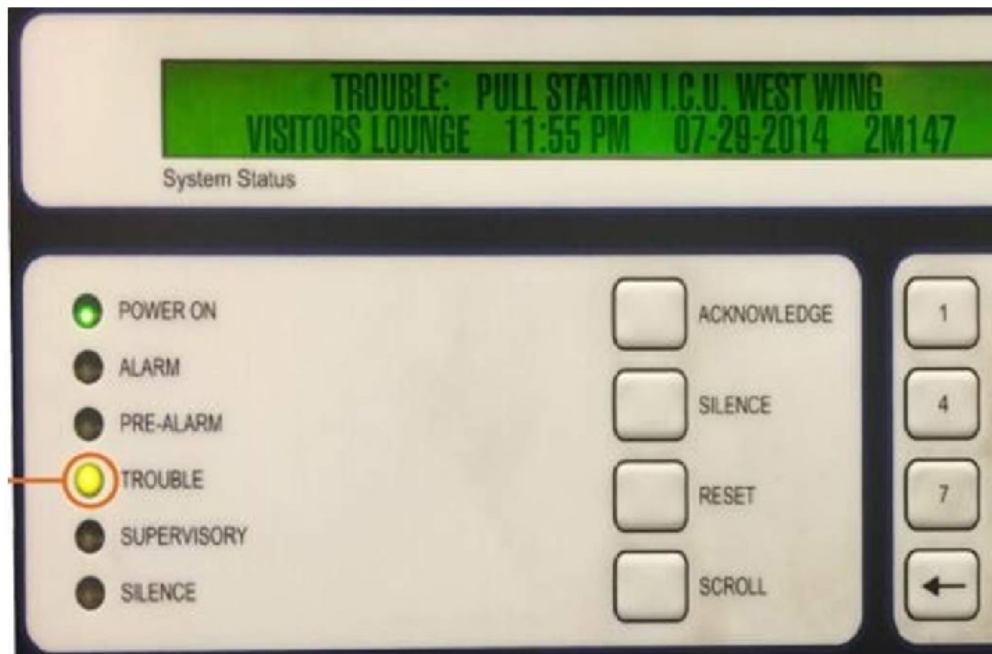 TROUBLE: PULL STATION I.C.U. WEST WING
VISITORS LOUNGE 11:55 PM 07-29-2014 2M147
System Status
POWER ON
ALARM
PRE-ALARM
TROUBLE
SUPERVISORY
SILENCE
ACKNOWLEDGE
SILENCE
RESET
SCROLL
1
4
7
←